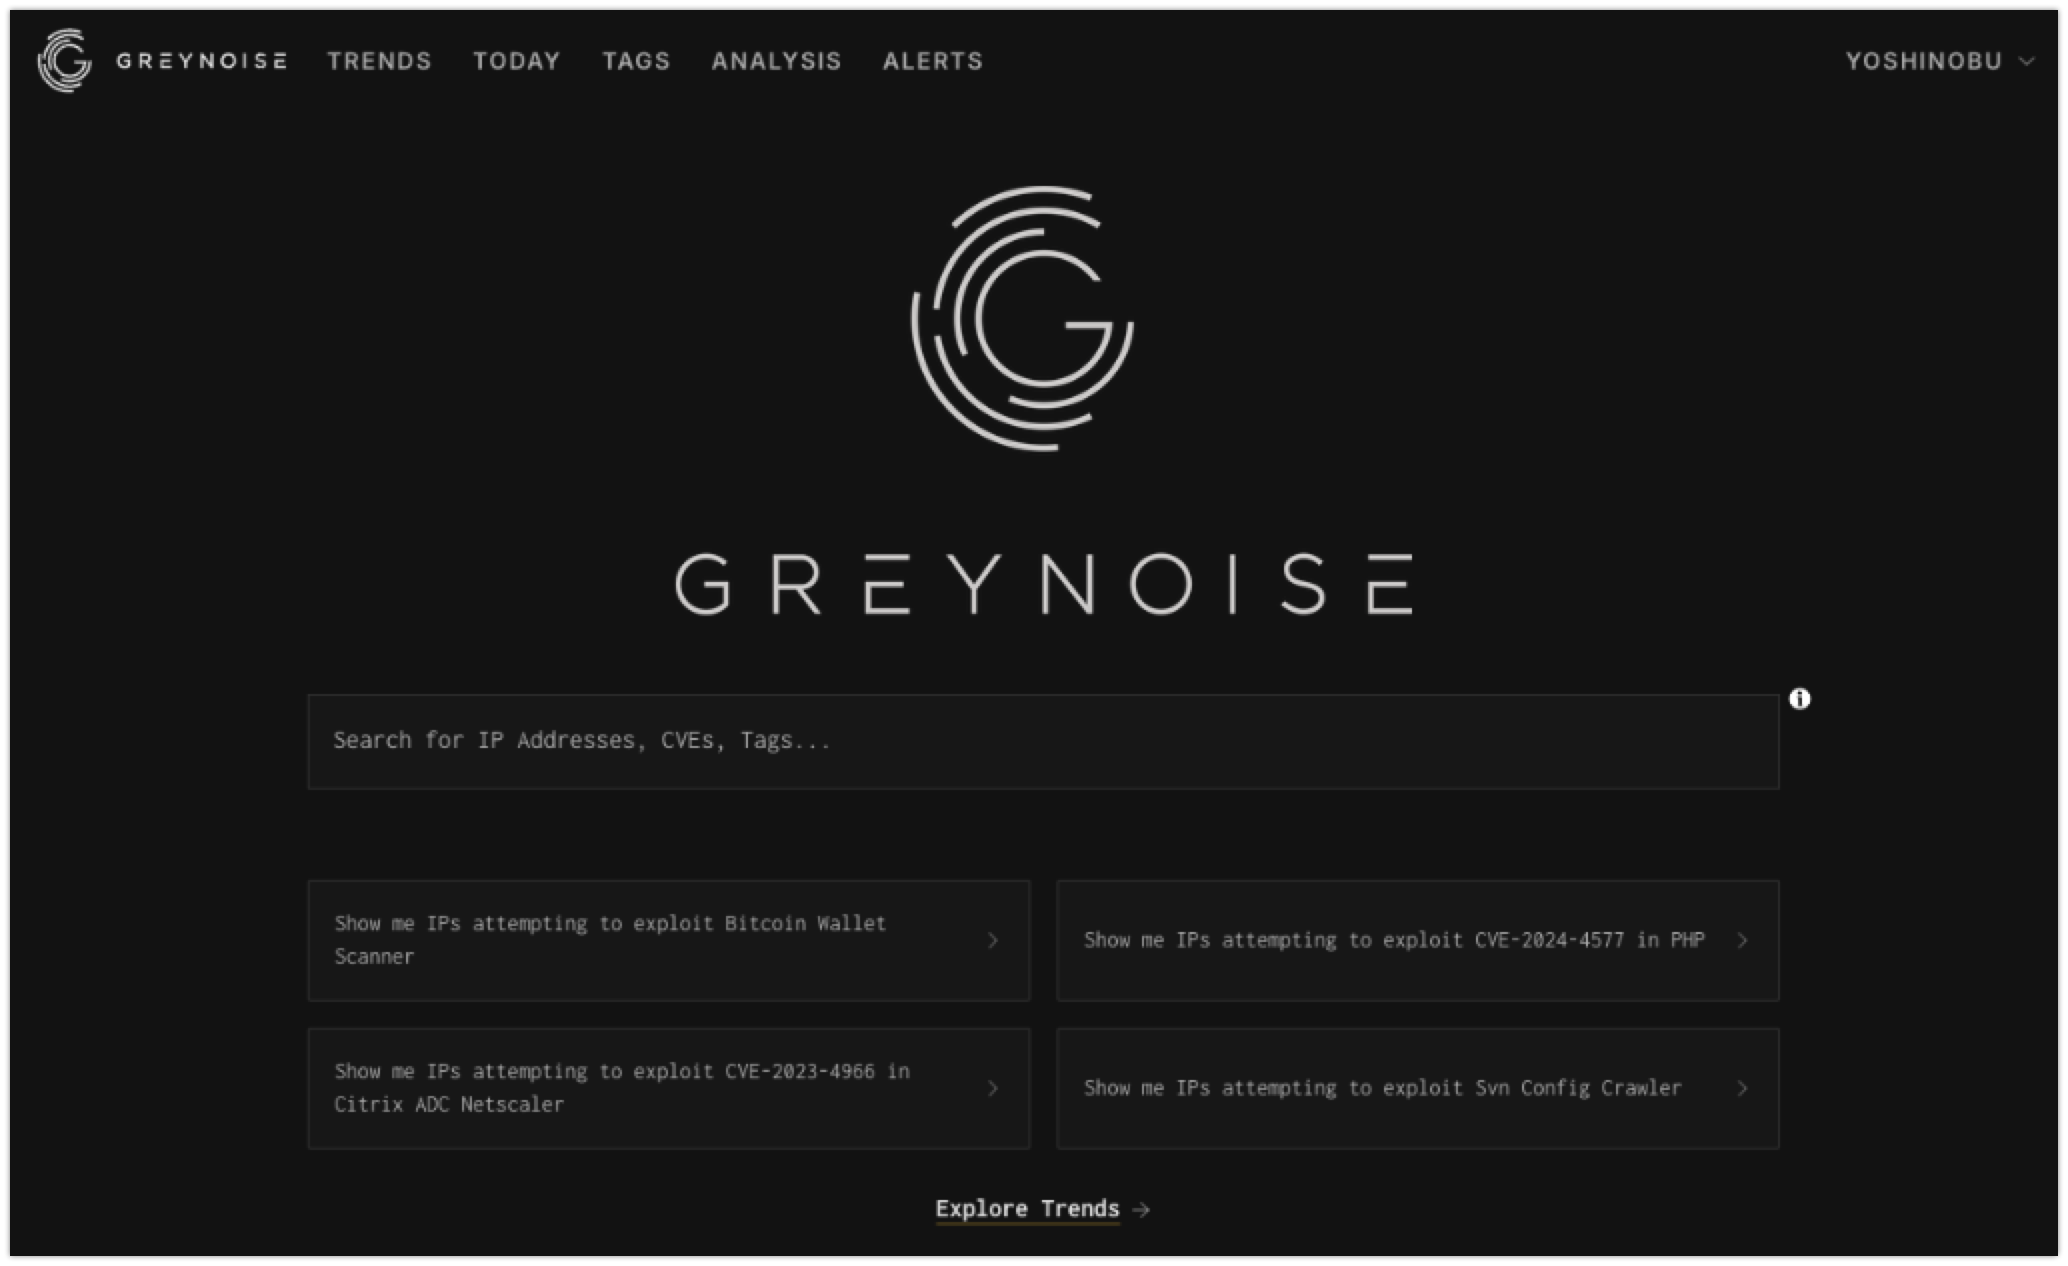 GREYNOISE TRENDS TODAY TAGS ANALYSIS ALERTS YOSHINOBU
GREYNOISE
Search for IP Addresses, CVEs, Tags...
Show me IPs attempting to exploit Bitcoin Wallet
Scanner
Show me IPs attempting to exploit CVE-2024-4577 in PHP
Show me IPs attempting to exploit CVE-2023-4966 in
Citrix ADC Netscaler
Show me IPs attempting to exploit Svn Config Crawler
Explore Trends